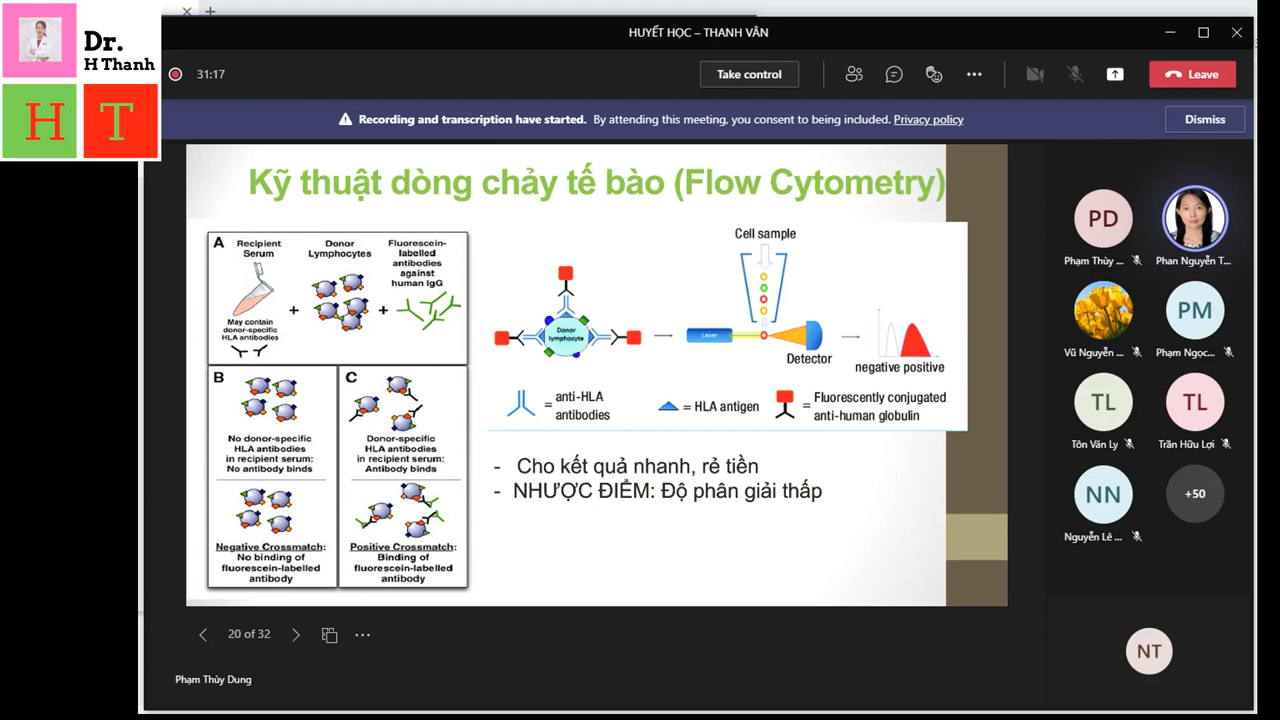 Dr.
H Thanh
H T
HUYẾT HỌC – THANH VÂN
31:17
Take control
Leave
Recording and transcription have started. By attending this meeting, you consent to being included. Privacy policy
Dismiss
Kỹ thuật dòng chảy tế bào (Flow Cytometry)
A
Recipient
Serum
Donor
Lymphocytes
Fluorescein-
labelled
antibodies
against
human IgG
+
+
May contain
donor-specific
HLA antibodies
B
No donor-specific
HLA antibodies
in recipient serum:
No antibody binds
Negative Crossmatch:
No binding of
fluorescein-labelled
antibody
C
Donor-specific
HLA antibodies
in recipient serum:
Antibody binds
Positive Crossmatch:
Binding of
fluorescein-labelled
antibody
Cell sample
Donor
lymphocyte
Laser
Detector
negative positive
= anti-HLA
antibodies
= HLA antigen
= Fluorescently conjugated
anti-human globulin
- Cho kết quả nhanh, rẻ tiền
- NHƯỢC ĐIỂM: Độ phân giải thấp
PD
Phạm Thùy ...
Phan Nguyễn T...
Vũ Nguyễn ...
PM
Phạm Ngọc...
TL
Tôn Văn Ly
TL
Trần Hữu Lợi
NN
Nguyễn Lê ...
+50
NT
20 of 32
Phạm Thùy Dung